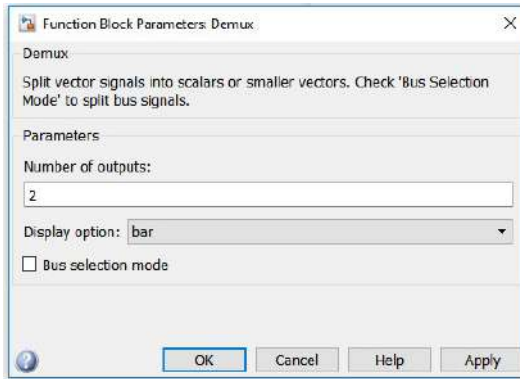 Function Block Parameters: Demux
Demux
Split vector signals into scalars or smaller vectors. Check 'Bus Selection
Mode' to split bus signals.
Parameters
Number of outputs:
2
Display option: bar
Bus selection mode
OK Cancel Help Apply